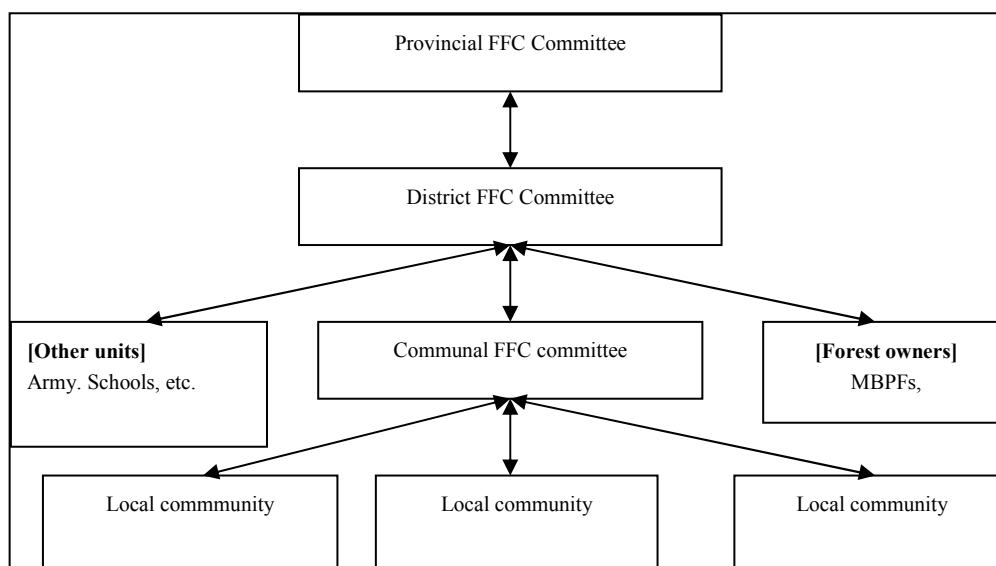 Provincial FFC Committee
District FFC Committee
[Other units]
Army. Schools, etc.
Communal FFC committee
[Forest owners]
MBPFs,
Local commmunity
Local community
Local community